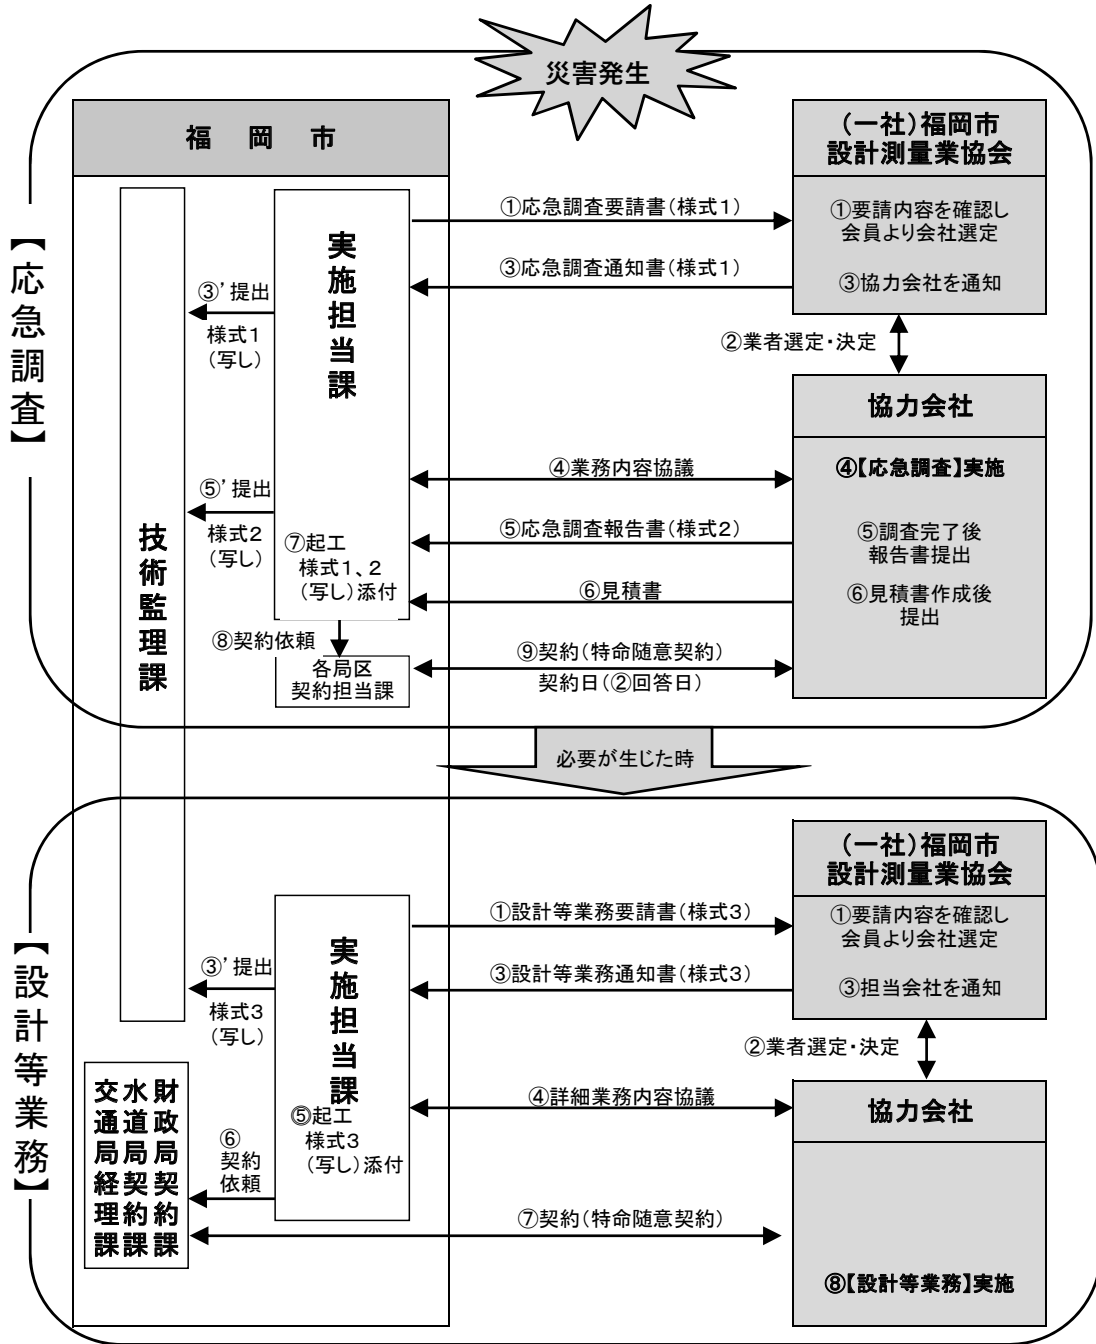 災害発生
【応急調査】
福岡市
技術監理課
実施担当課
①応急調査要請書(様式1)
③応急調査通知書(様式1)
③’提出
様式1
(写し)
(一社)福岡市
設計測量業協会
①要請内容を確認し
会員より会社選定
③協力会社を通知
②業者選定・決定
協力会社
④【応急調査】実施
⑤調査完了後
報告書提出
⑥見積書作成後
提出
④業務内容協議
⑤’提出
様式2
(写し)
⑤応急調査報告書(様式2)
⑦起工
様式1、2
(写し)添付
⑥見積書
⑧契約依頼
各局区
契約担当課
⑨契約(特命随意契約)
契約日(②回答日)
必要が生じた時
【設計等業務】
実施担当課
①設計等業務要請書(様式3)
③設計等業務通知書(様式3)
③’提出
様式3
(写し)
(一社)福岡市
設計測量業協会
①要請内容を確認し
会員より会社選定
③担当会社を通知
②業者選定・決定
協力会社
④詳細業務内容協議
⑤起工
様式3
(写し)添付
⑥
契約
依頼
財政局契約課
水道局契約課
交通局経理課
⑦契約(特命随意契約)
⑧【設計等業務】実施